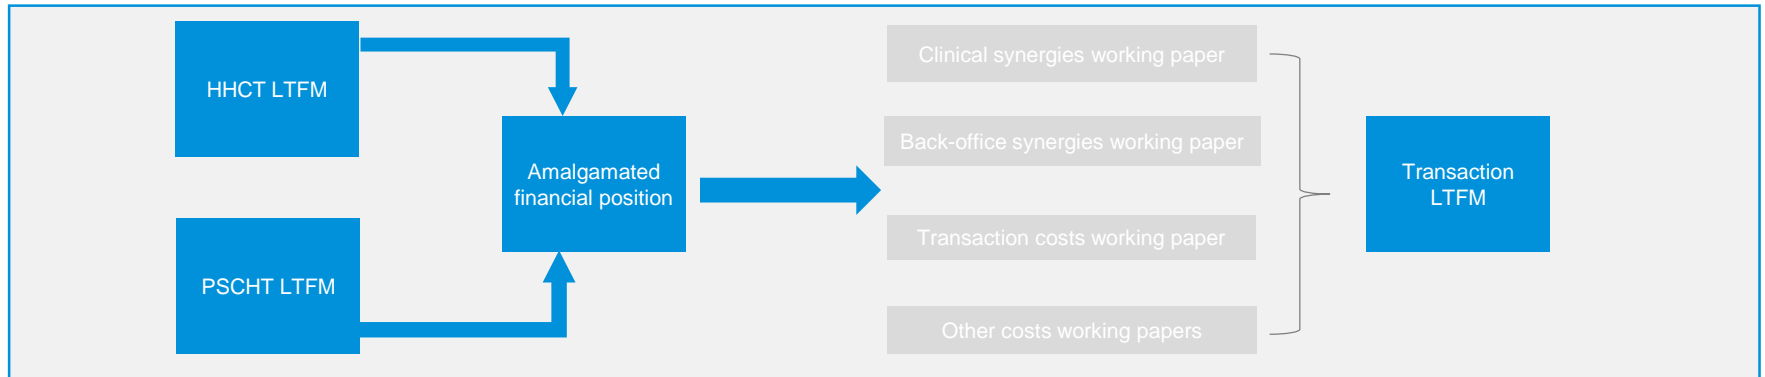 HHCT LTFM
PSCHT LTFM
Amalgamated
financial position
Clinical synergies working paper
Back-office synergies working paper
Transaction costs working paper
Other costs working papers
Transaction
LTFM